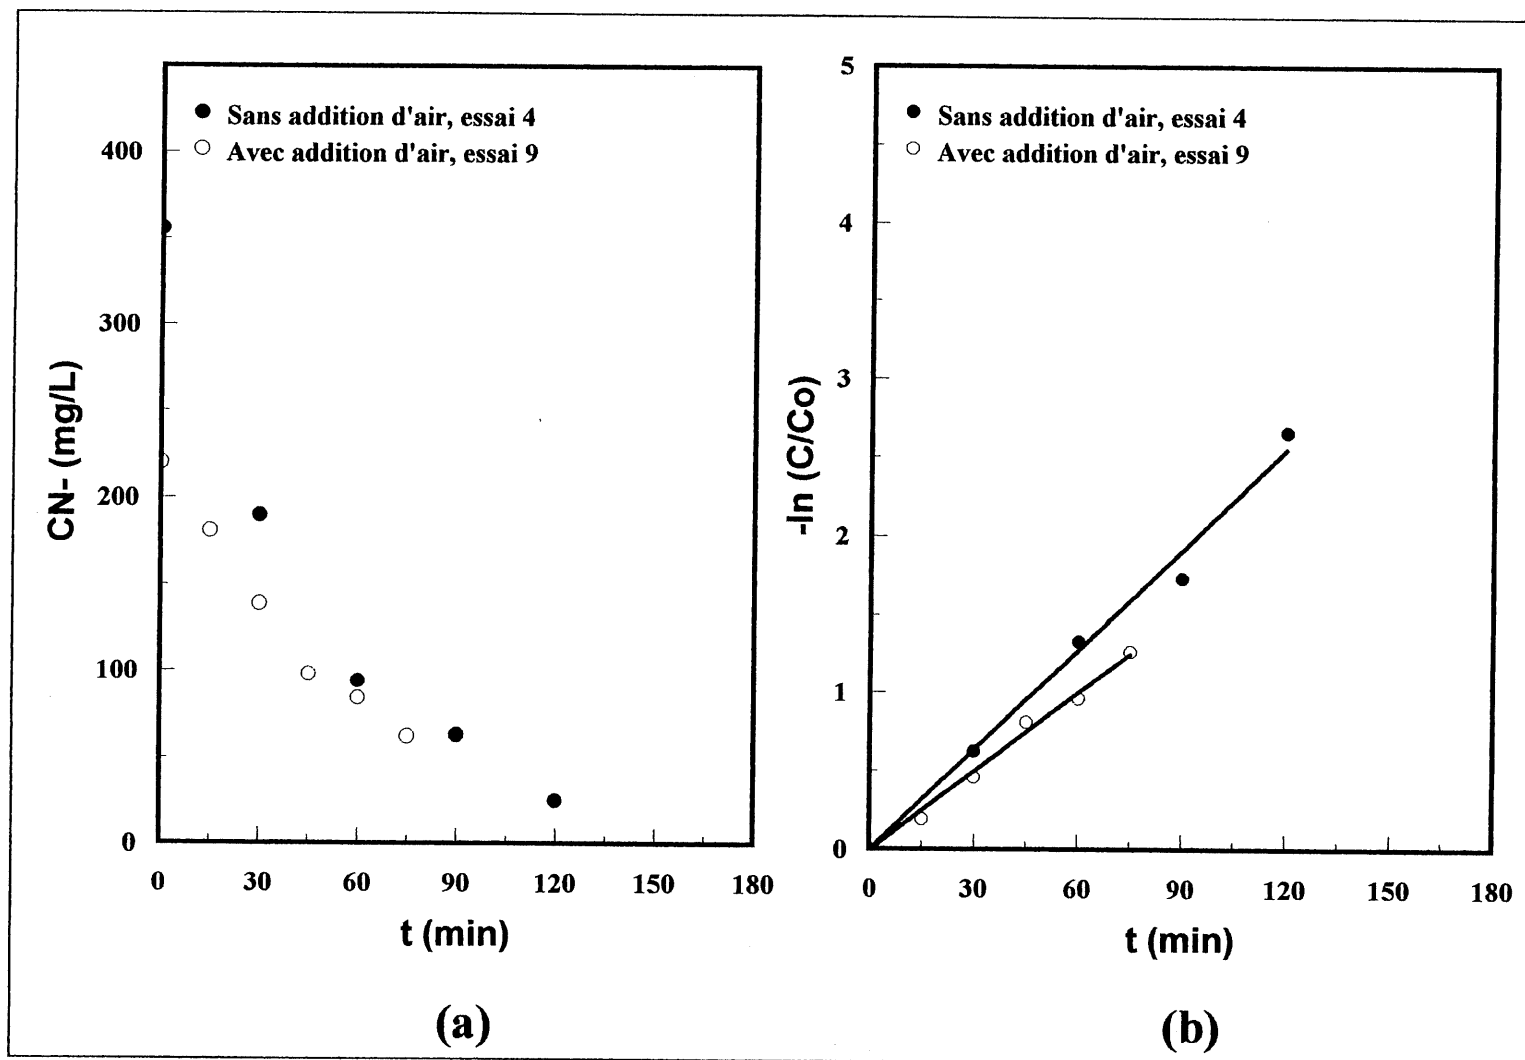 Sans addition d'air, essai 4
Avec addition d'air, essai 9
400
300
200
100
0
CN- (mg/L)
0 30 60 90 120 150 180
t (min)
(a)
Sans addition d'air, essai 4
Avec addition d'air, essai 9
5
4
3
2
1
0
-ln (C/Co)
0 30 60 90 120 150 180
t (min)
(b)